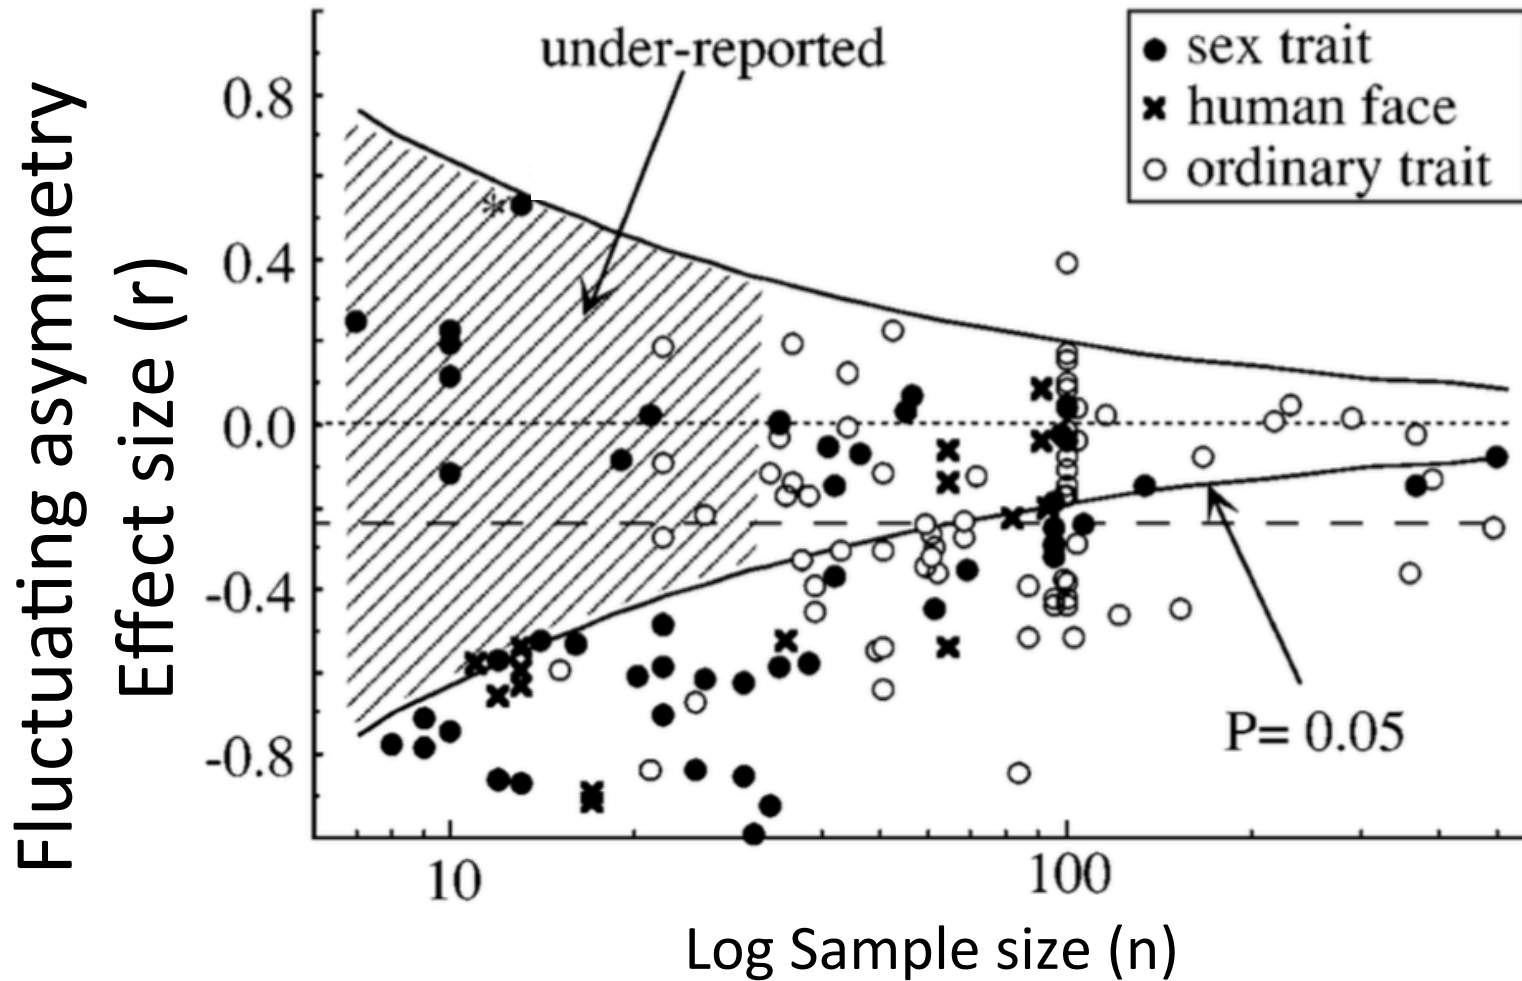 under-reported
sex trait
human face
ordinary trait
Fluctuating asymmetry
Effect size (r)
0.8
0.4
0.0
-0.4
-0.8
*
P= 0.05
10
100
Log Sample size (n)